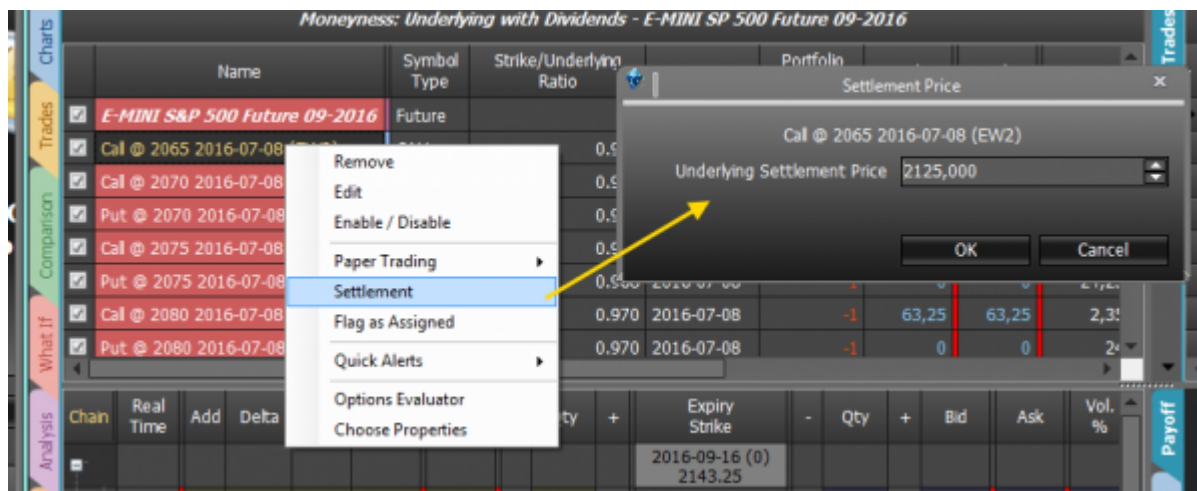 Moneyness: Underlying with Dividends - E-MINI SP 500 Future 09-2016
Charts
Trades
Comparison
What If
Analysis
Trades
Payoff
Name
Symbol Type
Strike/Underlying Ratio
Portfolio
E-MINI S&P 500 Future 09-2016 Future
Call @ 2065 2016-07-08 (EW2)
Call @ 2070 2016-07-08
Put @ 2070 2016-07-08
Call @ 2075 2016-07-08
Put @ 2075 2016-07-08
Call @ 2080 2016-07-08 0.970 2016-07-08 -1 63,25 63,25
Put @ 2080 2016-07-08 0.970 2016-07-08 -1 0 0
Remove
Edit
Enable / Disable
Paper Trading
Settlement
Flag as Assigned
Quick Alerts
Options Evaluator
Choose Properties
Settlement Price
Call @ 2065 2016-07-08 (EW2)
Underlying Settlement Price 2125,000
OK Cancel
Chain
Real Time
Add
Delta
+
Expiry Strike
-
Qty
+
Bid
Ask
Vol. %
2016-09-16 (0)
2143.25